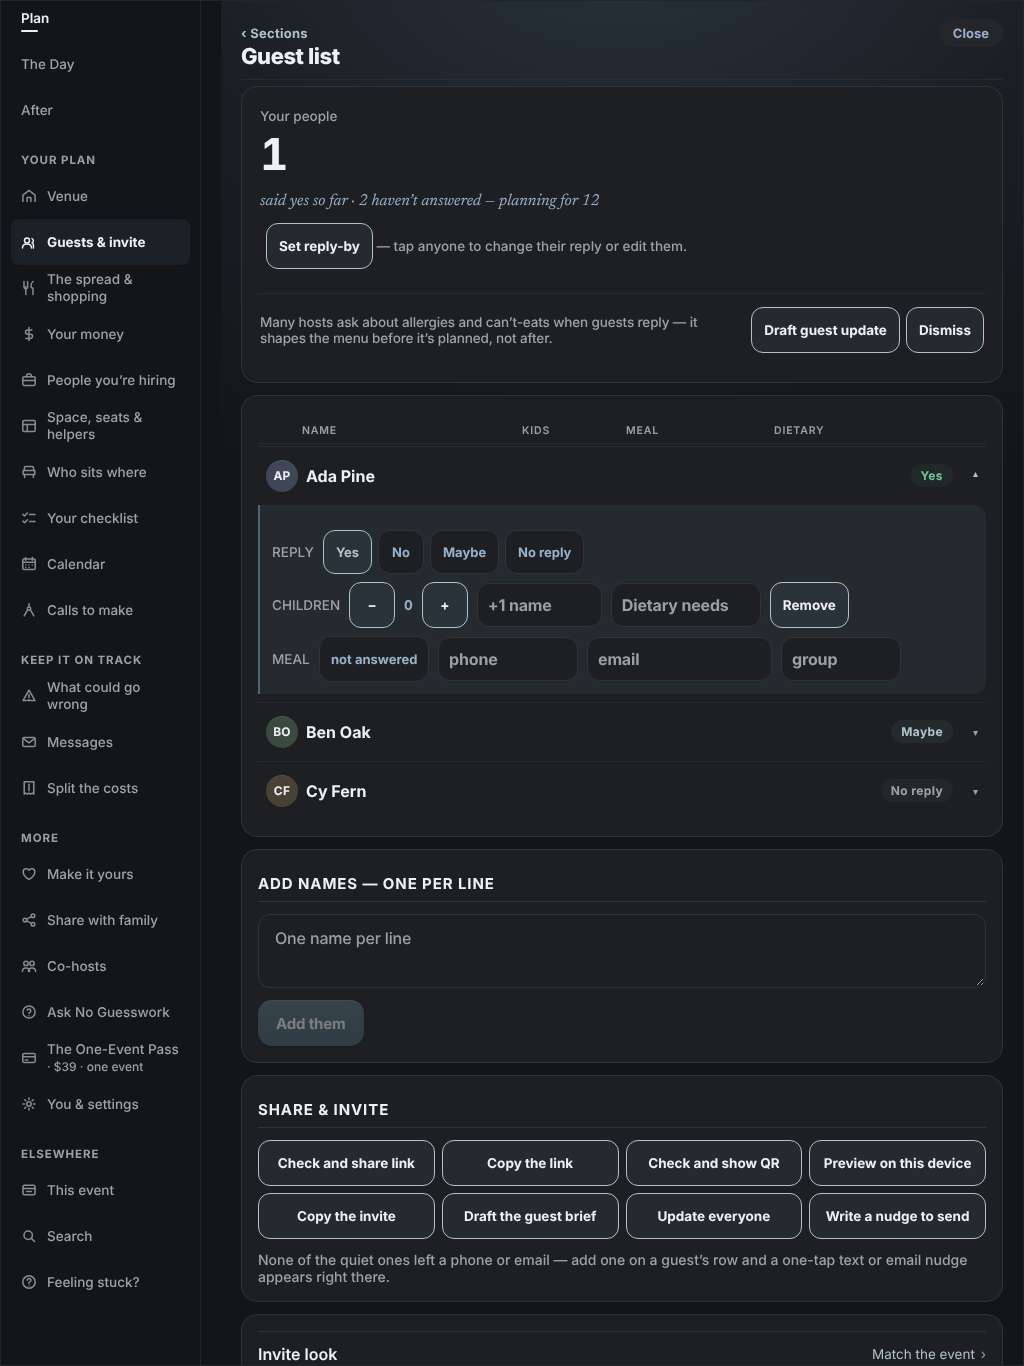 Plan
The Day
After
YOUR PLAN
Venue
Guests & invite
The spread &
shopping
Your money
People you’re hiring
Space, seats &
helpers
Who sits where
Your checklist
Calendar
Calls to make
KEEP IT ON TRACK
What could go
wrong
Messages
Split the costs
MORE
Make it yours
Share with family
Co-hosts
Ask No Guesswork
The One-Event Pass
· $39 · one event
You & settings
ELSEWHERE
This event
Search
Feeling stuck?
‹ Sections
Close
Guest list
Your people
1
said yes so far · 2 haven’t answered – planning for 12
Set reply-by — tap anyone to change their reply or edit them.
Many hosts ask about allergies and can’t-eats when guests reply — it
shapes the menu before it’s planned, not after.
Draft guest update Dismiss
NAME KIDS MEAL DIETARY
AP Ada Pine Yes
REPLY Yes No Maybe No reply
CHILDREN – 0 + +1 name Dietary needs Remove
MEAL not answered phone email group
BO Ben Oak Maybe
CF Cy Fern No reply
ADD NAMES — ONE PER LINE
One name per line
Add them
SHARE & INVITE
Check and share link Copy the link Check and show QR Preview on this device
Copy the invite Draft the guest brief Update everyone Write a nudge to send
None of the quiet ones left a phone or email — add one on a guest’s row and a one-tap text or email nudge
appears right there.
Invite look Match the event ›